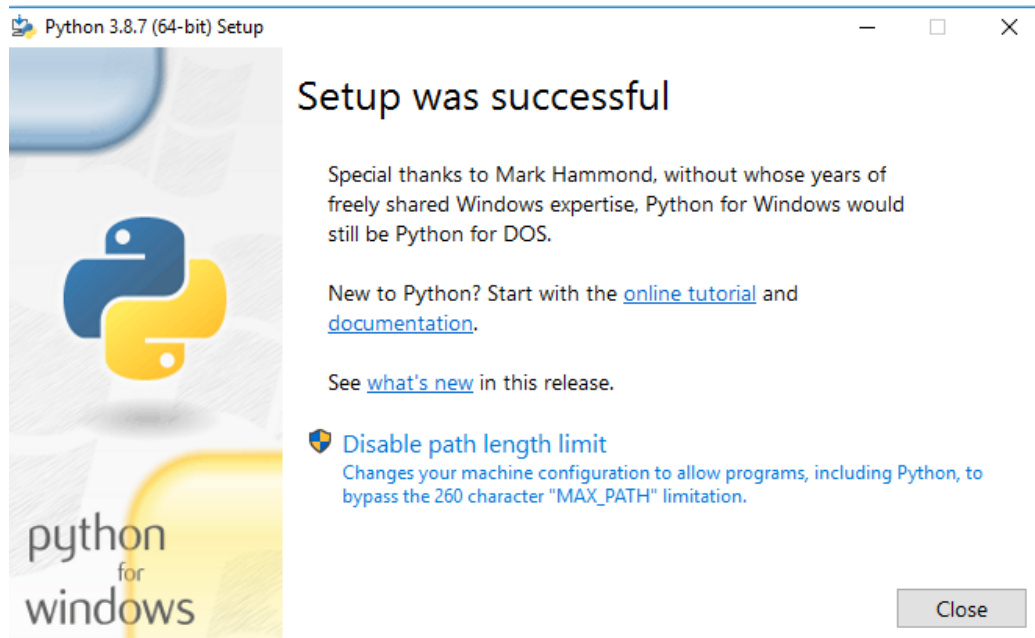 Python 3.8.7 (64-bit) Setup
Setup was successful
Special thanks to Mark Hammond, without whose years of
freely shared Windows expertise, Python for Windows would
still be Python for DOS.
New to Python? Start with the online tutorial and
documentation.
See what's new in this release.
Disable path length limit
Changes your machine configuration to allow programs, including Python, to
bypass the 260 character "MAX_PATH" limitation.
python
for
windows
Close